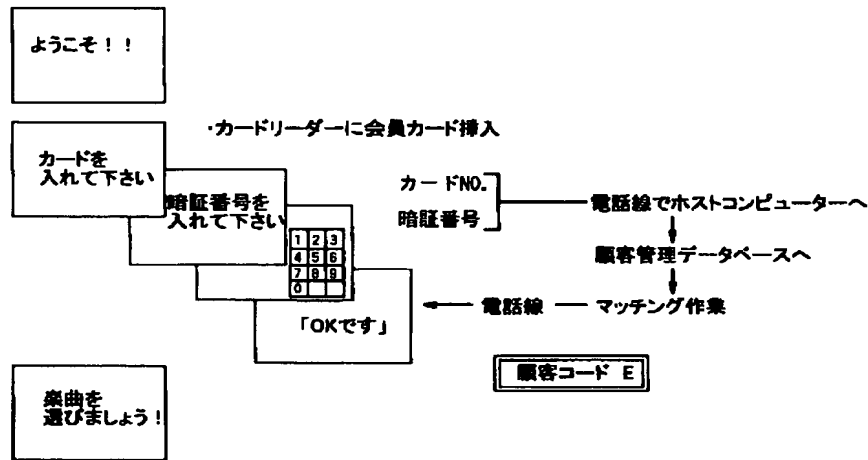 ようこそ！！
・カードリーダーに会員カード挿入
カードを
入れて下さい
暗証番号を
入れて下さい
カードNO.
暗証番号
電話線でホストコンピューターへ
顧客管理データベースへ
1 2 3
4 5 6
7 8 9
0
「OKです」
電話線
マッチング作業
顧客コード E
楽曲を
選びましょう！